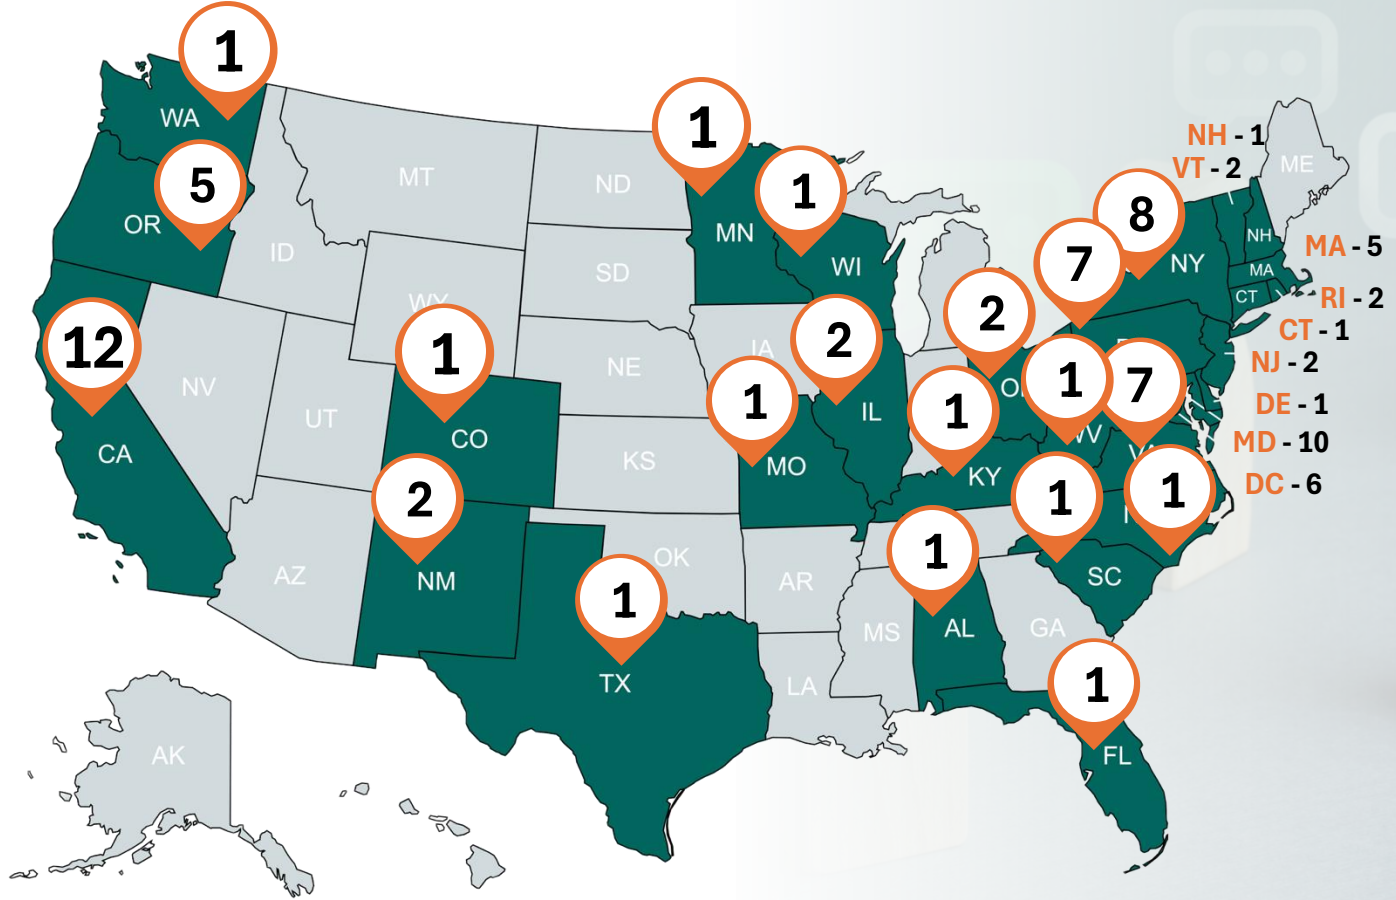 1
WA
5
OR
ID
MT
ND
1
1
MN
WI
SD
WY
12
CA
NV
UT
1
CO
NE
IA
2
IL
1
MO
KS
2
NM
AZ
OK
AR
1
TX
LA
MS
1
AL
GA
1
FL
1
SC
1
7
1
1
KY
2
7
8
NY
NH - 1
VT - 2
ME
NH
MA
CT
MA - 5
RI - 2
CT - 1
NJ - 2
DE - 1
MD - 10
DC - 6
AK